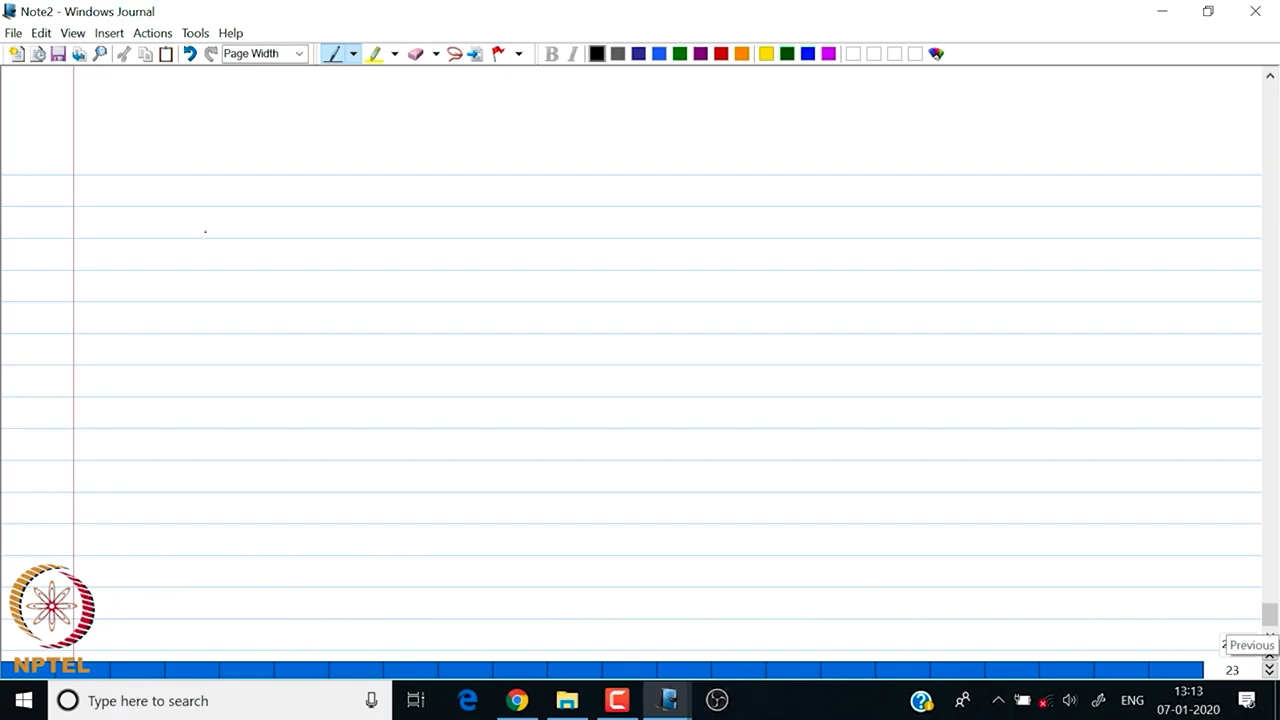 Note2 - Windows Journal
File Edit View Insert Actions Tools Help
Page Width B I
Previous
23
NPTEL
Type here to search
ENG
13:13
07-01-2020